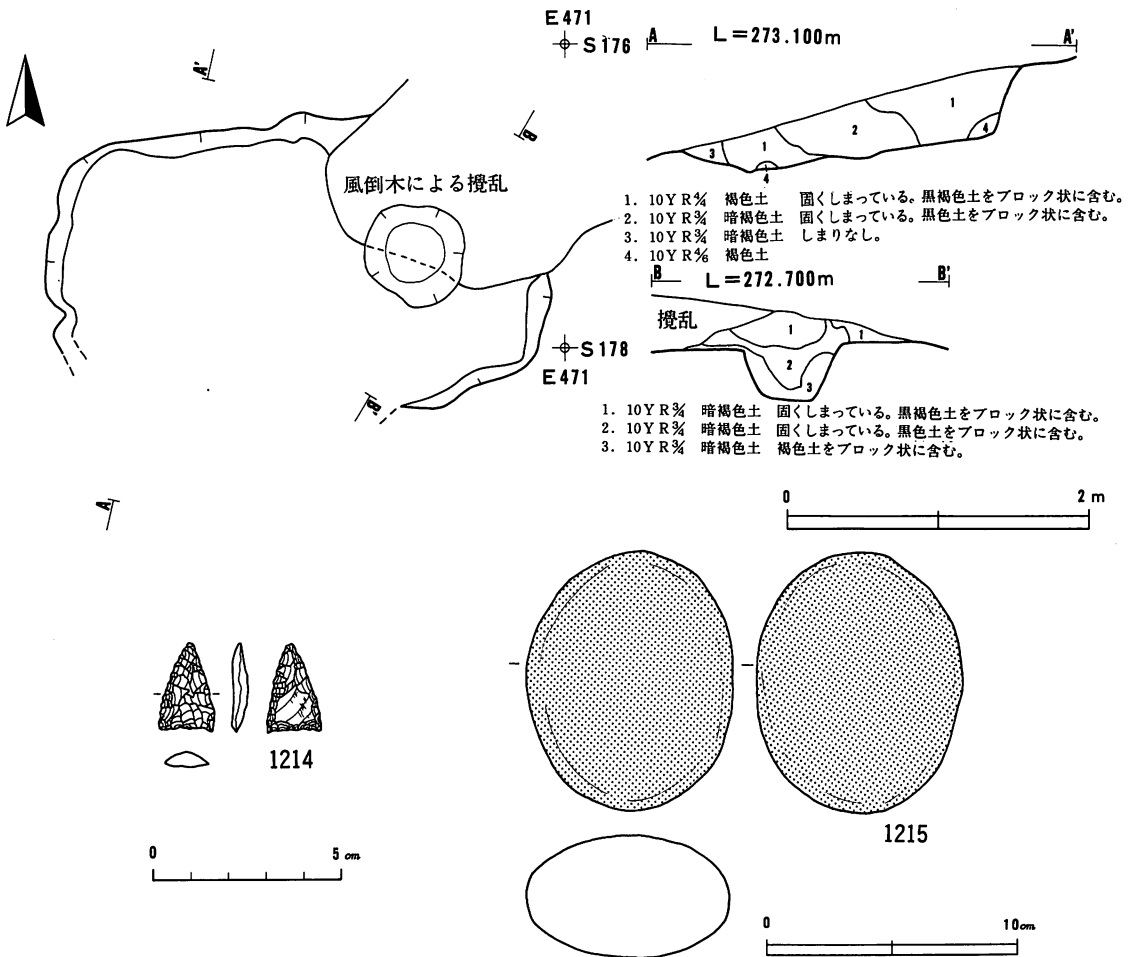 E471
S176
A L=273.100m A'
A'
B'
1
2
3
1
4
4
風倒木による攪乱
1. 10YR4/4 褐色土 固くしまっている。黒褐色土をブロック状に含む。
2. 10YR3/4 暗褐色土 固くしまっている。黒色土をブロック状に含む。
3. 10YR3/4 暗褐色土 しまりなし。
4. 10YR4/6 褐色土
B L=272.700m B'
攪乱
1
1
2
3
S178
E471
B
1. 10YR3/4 暗褐色土 固くしまっている。黒褐色土をブロック状に含む。
2. 10YR3/4 暗褐色土 固くしまっている。黒色土をブロック状に含む。
3. 10YR3/4 暗褐色土 褐色土をブロック状に含む。
A
0 2m
1214
1215
0 5cm
0 10cm